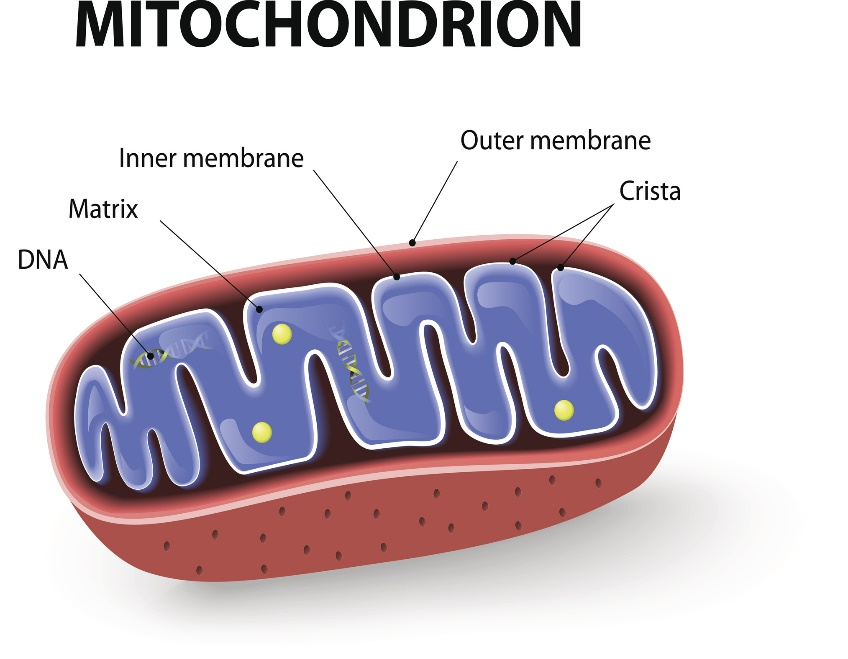 MITOCHONDRION
Outer membrane
Inner membrane
Crista
Matrix
DNA